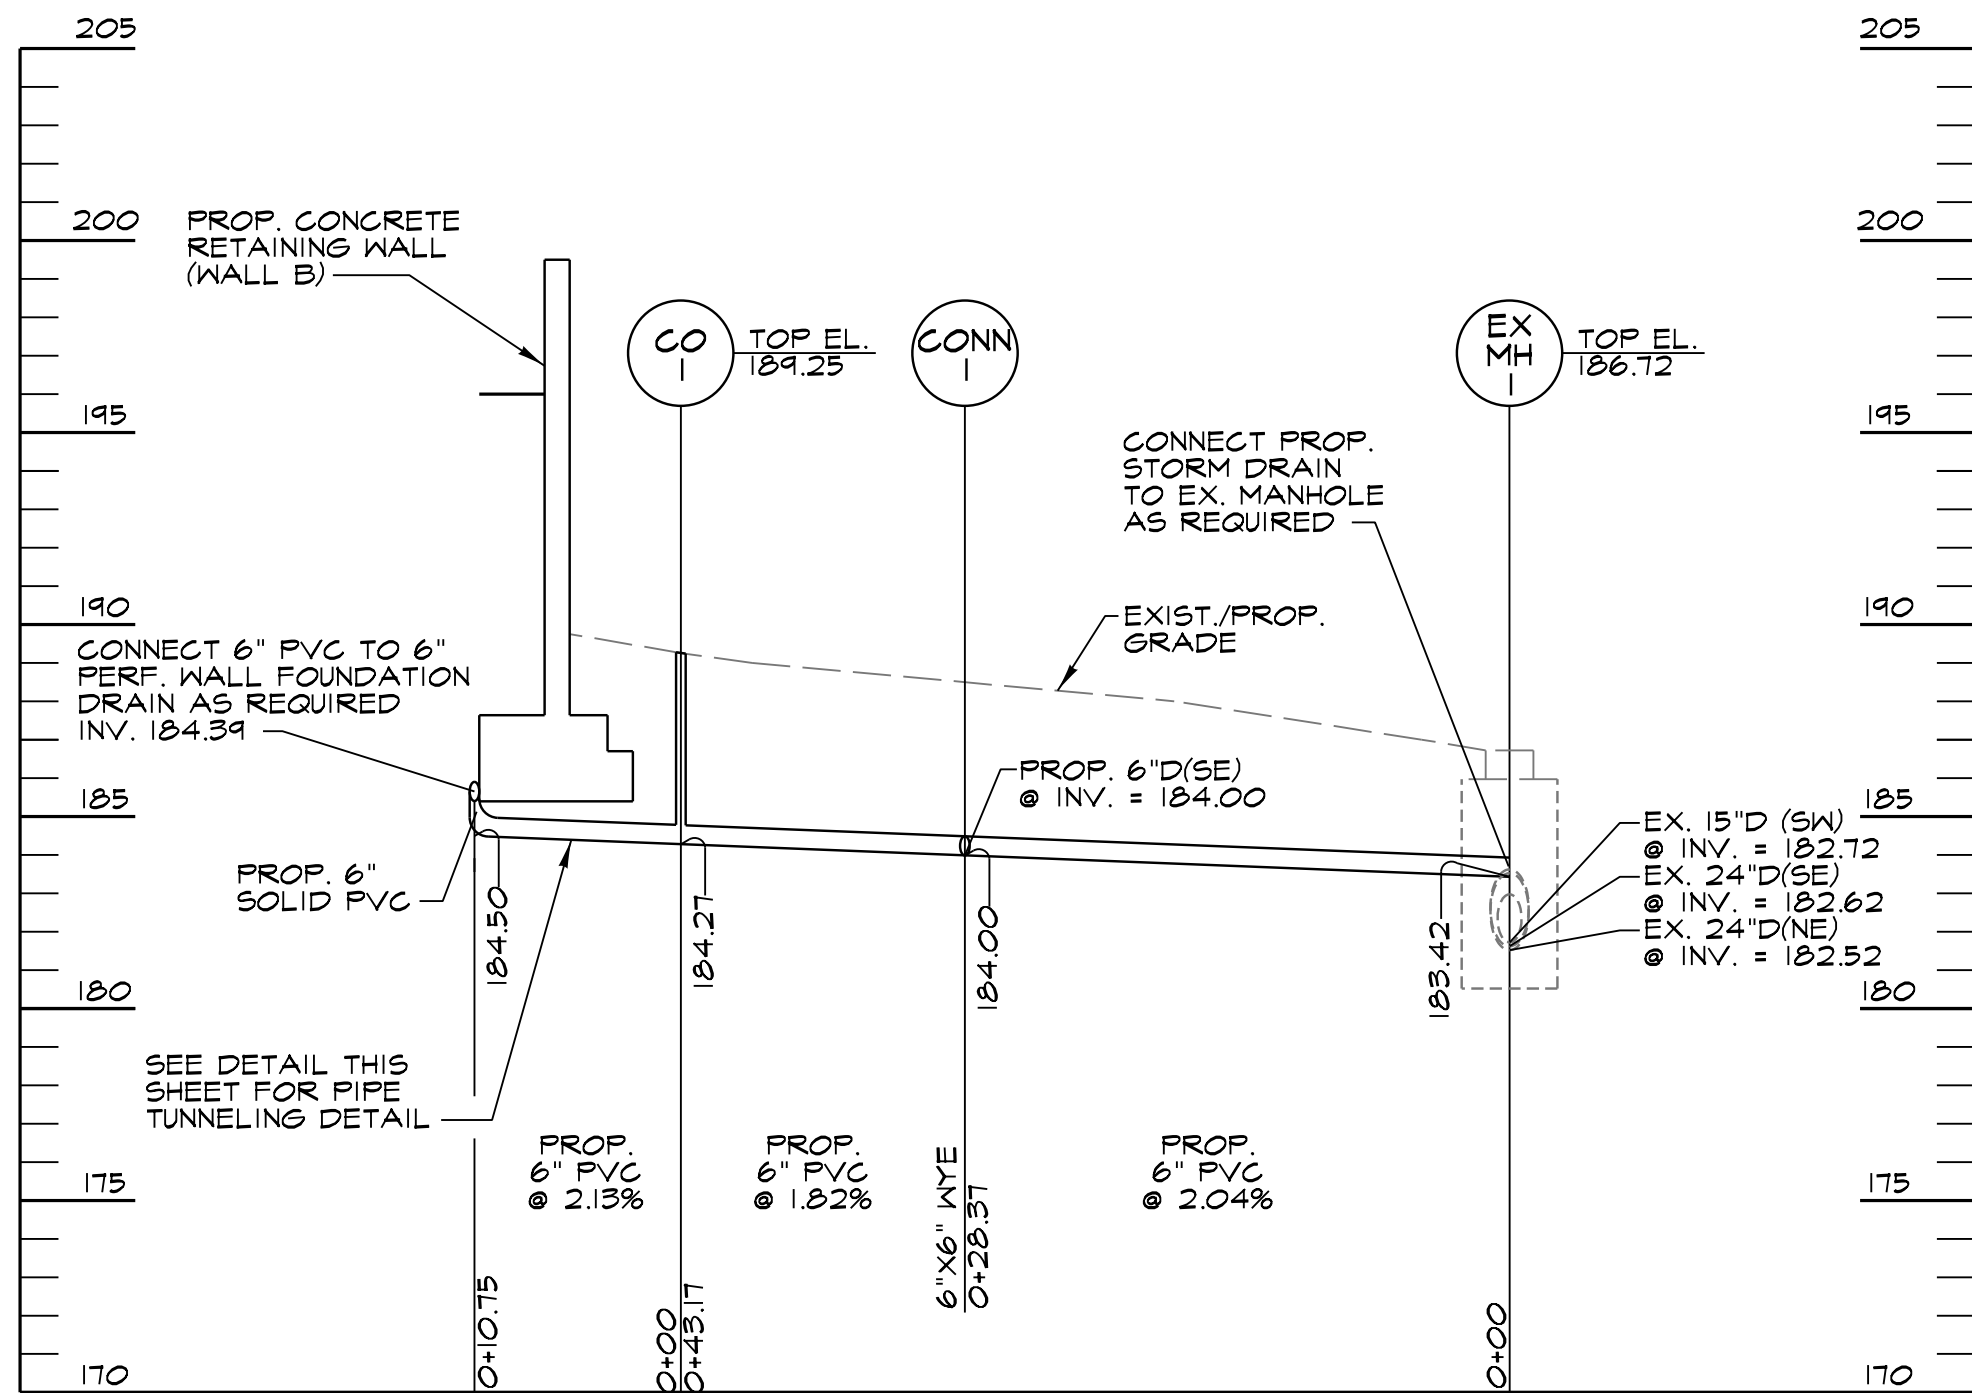 205
205
200
200
PROP. CONCRETE
RETAINING WALL
(WALL B)
CO
1
TOP EL.
189.25
CONN
1
EX
MH
1
TOP EL.
186.72
195
195
CONNECT PROP.
STORM DRAIN
TO EX. MANHOLE
AS REQUIRED
190
190
EXIST./PROP.
GRADE
CONNECT 6" PVC TO 6"
PERF. WALL FOUNDATION
DRAIN AS REQUIRED
INV. 184.39
PROP. 6"D(SE)
@ INV. = 184.00
185
185
EX. 15"D (SW)
@ INV. = 182.72
EX. 24"D(SE)
@ INV. = 182.62
EX. 24"D(NE)
@ INV. = 182.52
PROP. 6"
SOLID PVC
184.50
184.27
184.00
183.42
180
180
SEE DETAIL THIS
SHEET FOR PIPE
TUNNELING DETAIL
PROP.
6" PVC
@ 2.13%
PROP.
6" PVC
@ 1.82%
PROP.
6" PVC
@ 2.04%
175
175
6"X6" WYE
0+28.37
0+10.75
0+00
0+43.17
0+00
170
170